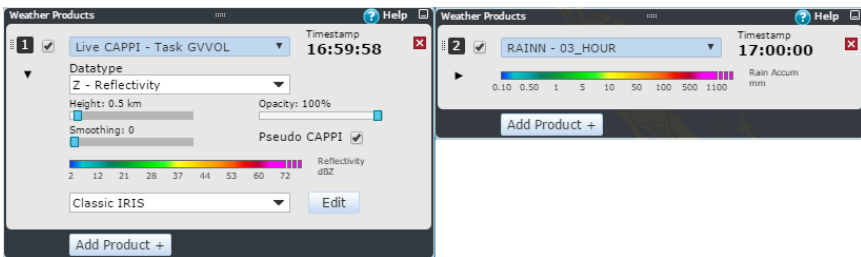 Weather Products
? Help
1
Live CAPPI - Task GVVOL
Timestamp
16:59:58
Datatype
Z - Reflectivity
Height: 0.5 km
Opacity: 100%
Smoothing: 0
Pseudo CAPPI
Reflectivity
dBZ
2 12 21 28 37 44 53 60 72
Classic IRIS
Edit
Add Product +
Weather Products
? Help
2
RAINN - 03_HOUR
Timestamp
17:00:00
Rain Accum
mm
0.10 0.50 1 5 10 50 100 500 1100
Add Product +